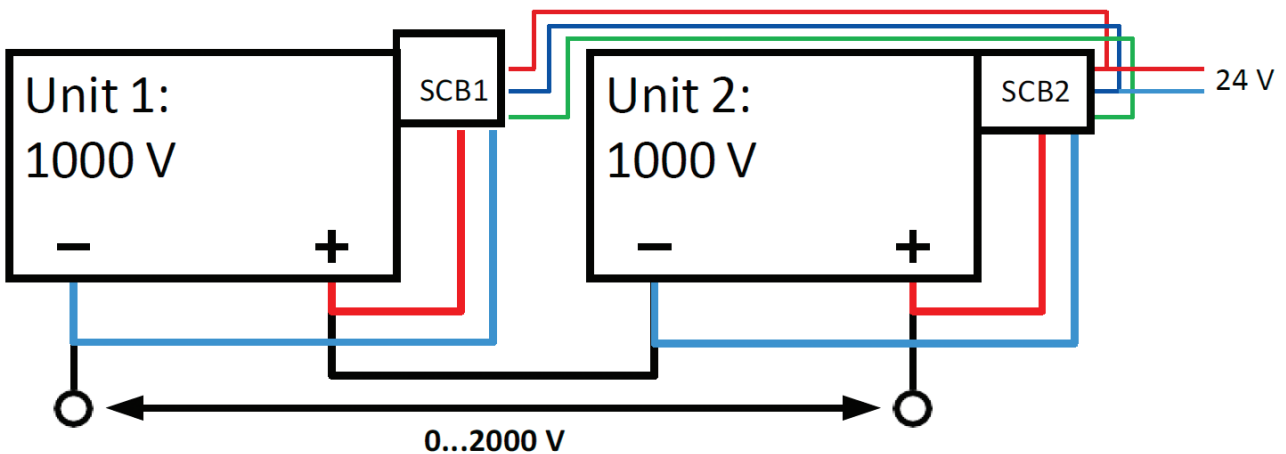 Unit 1:
1000 V
SCB1
Unit 2:
1000 V
SCB2
24 V
− +
− +
0...2000 V